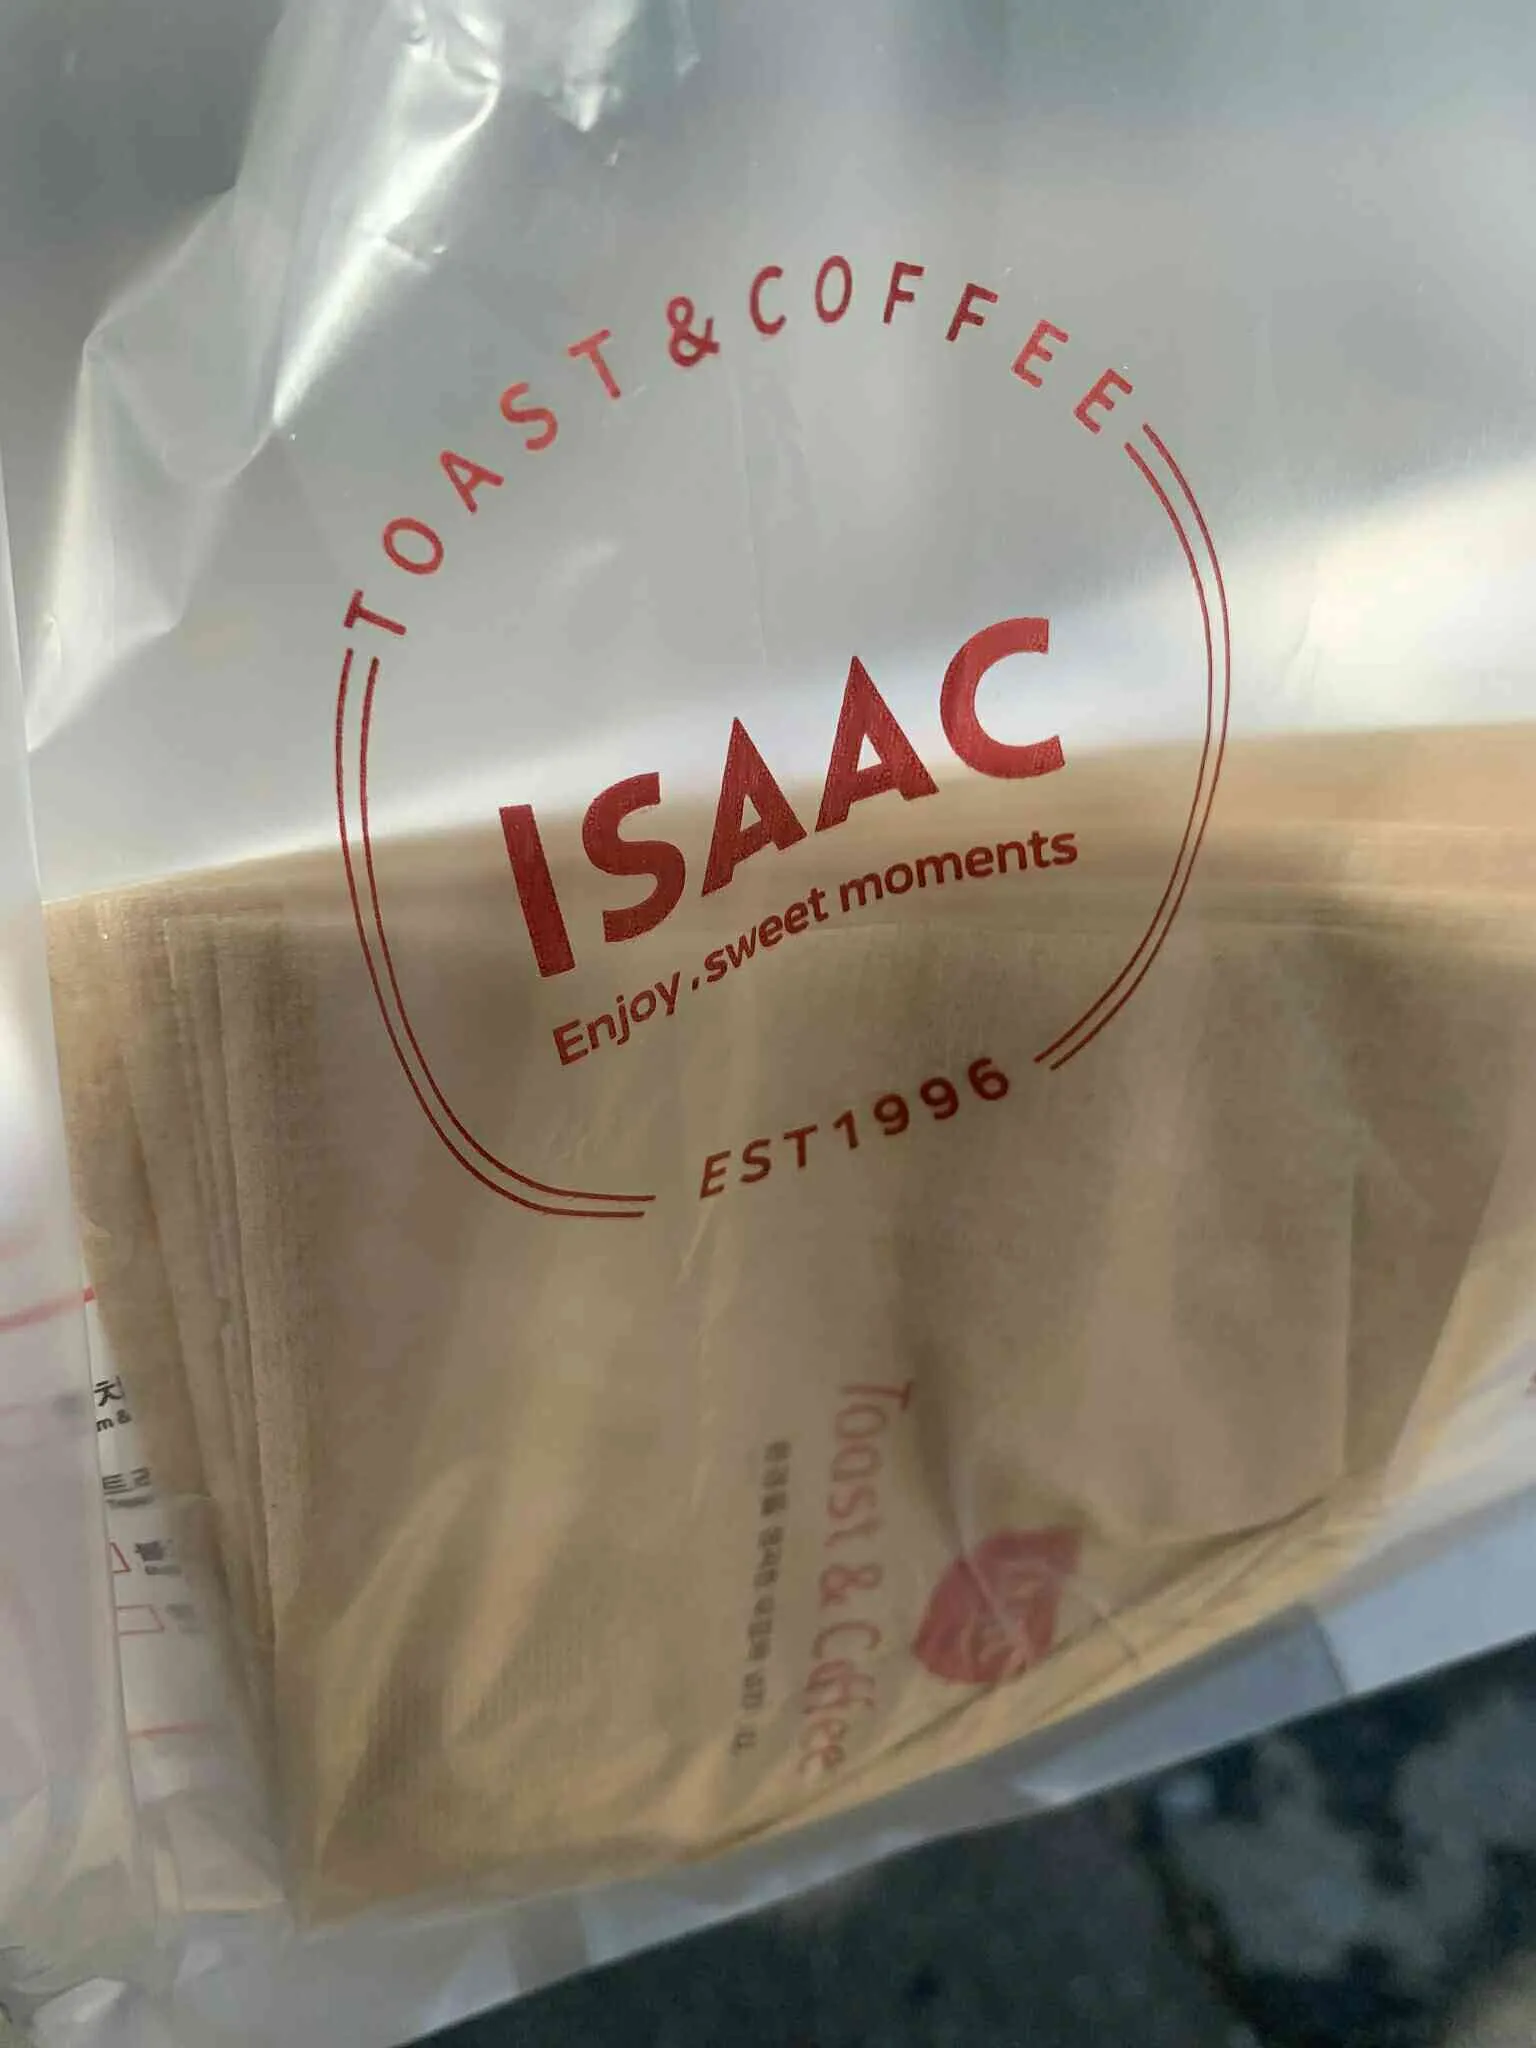 TOAST&COFFEE
ISAAC
Enjoy, sweet moments
EST1996
Toast & Coffee
m&